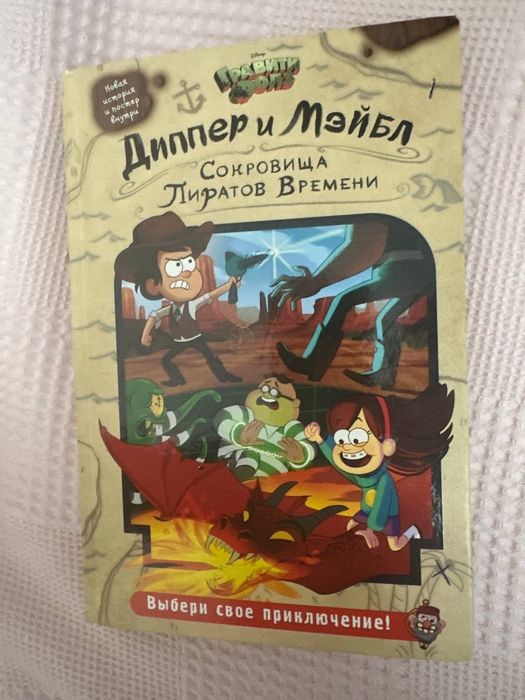 Новая
история
и постер
внутри
Disney
ГРАВИТИ
ФОЛЗ
ДИППЕР И МЭЙБЛ
СОКРОВИЩА
ПИРАТОВ ВРЕМЕНИ
Выбери свое приключение!